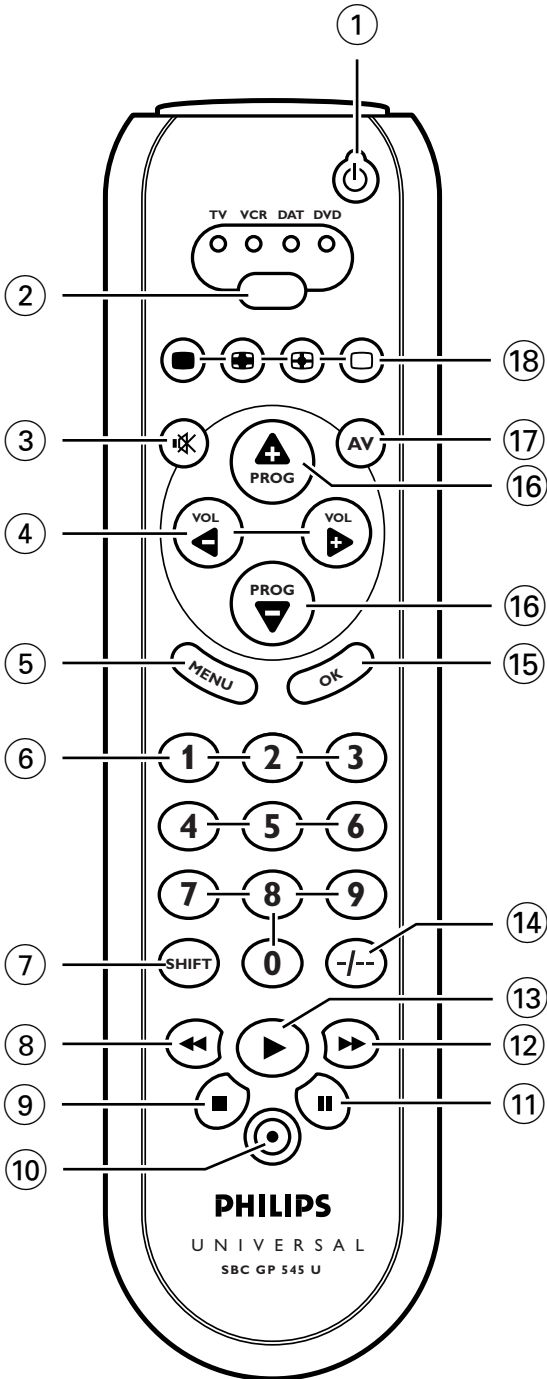 1
TV VCR DAT DVD
2
18
3
AV
17
+
PROG
16
4
VOL
-
VOL
+
PROG
-
16
5
MENU
OK
15
6
1 2 3
4 5 6
7 8 9
14
7
SHIFT 0 -/--
13
8
12
9
11
10
PHILIPS
UNIVERSAL
SBC GP 545 U